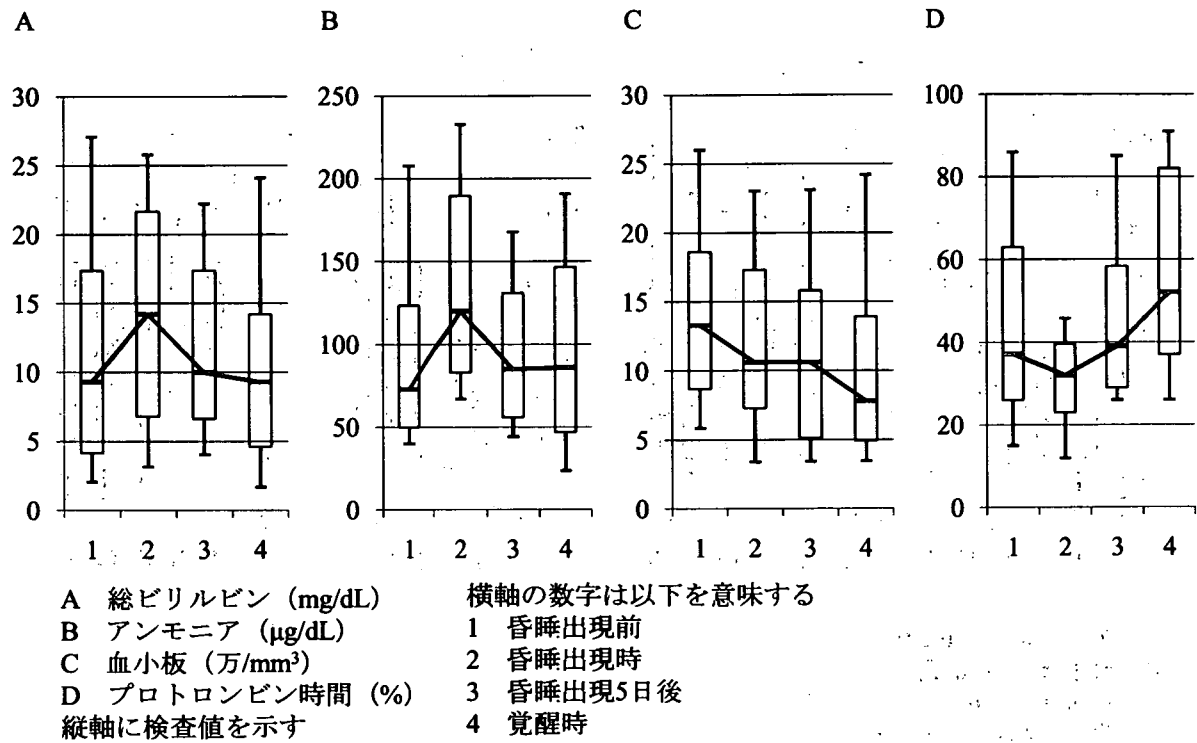 A B C D
30 250 30 100
25 200 25 80
20 150 20 60
15 100 15 40
10 50 10 20
5 0 5 0
0 0
1 2 3 4 1 2 3 4 1 2 3 4 1 2 3 4
A 総ビリルビン（mg/dL）
B アンモニア（μg/dL）
C 血小板（万/mm³）
D プロトロンビン時間（%）
縦軸に検査値を示す
横軸の数字は以下を意味する
1 昏睡出現前
2 昏睡出現時
3 昏睡出現5日後
4 覚醒時